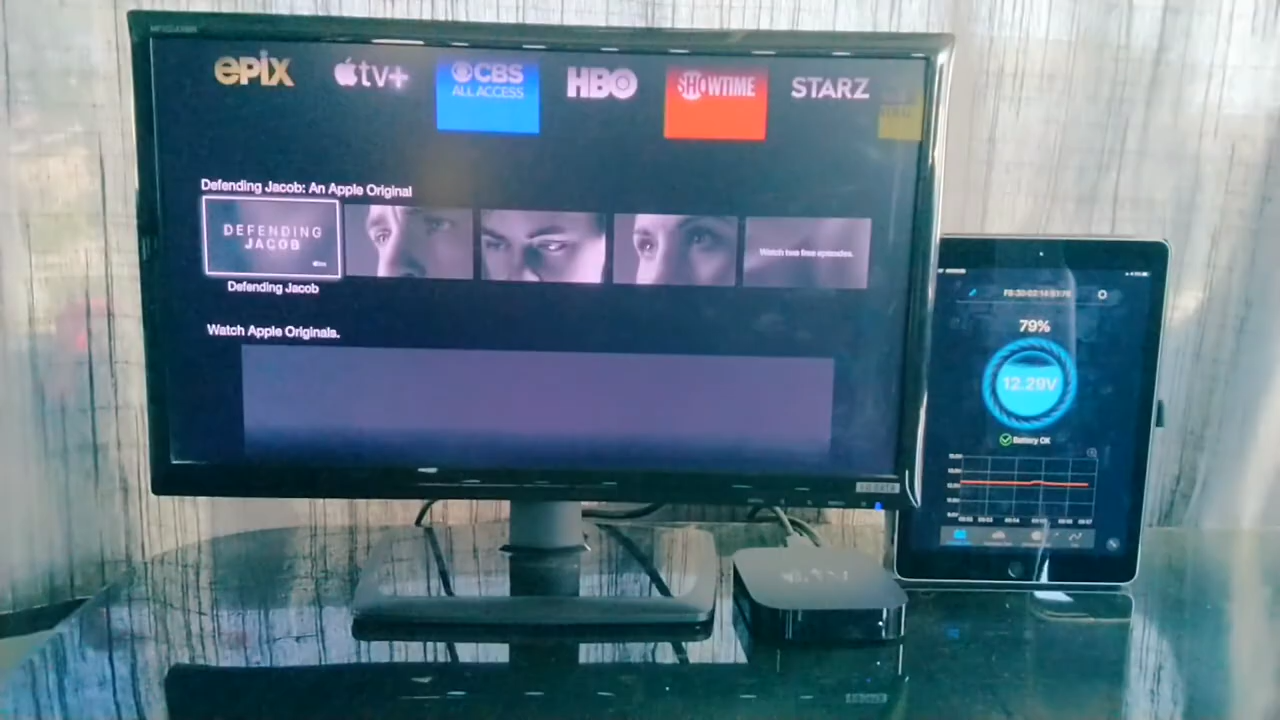 epix
tv+
CBS
ALL ACCESS
HBO
SHOWTIME
STARZ
Defending Jacob: An Apple Original
DEFENDING
JACOB
Watch two free episodes.
Defending Jacob
Watch Apple Originals.
79%
12.29V
Battery OK